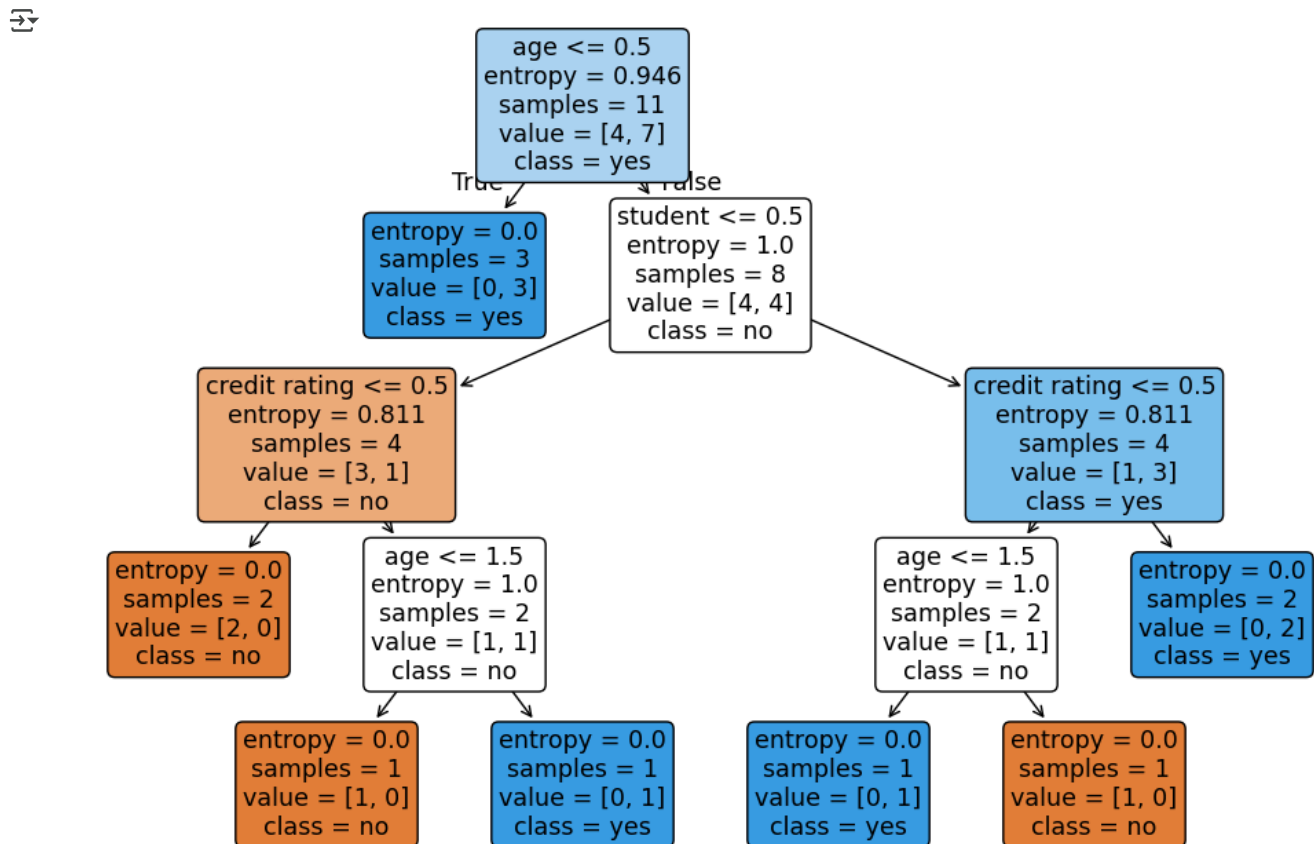 age <= 0.5
entropy = 0.946
samples = 11
value = [4, 7]
class = yes
True
False
entropy = 0.0
samples = 3
value = [0, 3]
class = yes
student <= 0.5
entropy = 1.0
samples = 8
value = [4, 4]
class = no
credit rating <= 0.5
entropy = 0.811
samples = 4
value = [3, 1]
class = no
credit rating <= 0.5
entropy = 0.811
samples = 4
value = [1, 3]
class = yes
entropy = 0.0
samples = 2
value = [2, 0]
class = no
age <= 1.5
entropy = 1.0
samples = 2
value = [1, 1]
class = no
age <= 1.5
entropy = 1.0
samples = 2
value = [1, 1]
class = no
entropy = 0.0
samples = 2
value = [0, 2]
class = yes
entropy = 0.0
samples = 1
value = [1, 0]
class = no
entropy = 0.0
samples = 1
value = [0, 1]
class = yes
entropy = 0.0
samples = 1
value = [0, 1]
class = yes
entropy = 0.0
samples = 1
value = [1, 0]
class = no